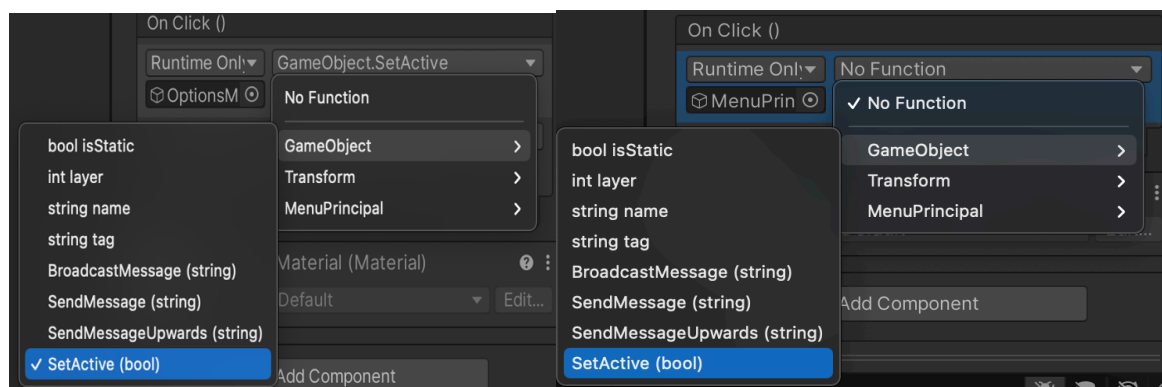 On Click ()
Runtime Only
GameObject.SetActive
OptionsM
No Function
GameObject
Transform
MenuPrincipal
bool isStatic
int layer
string name
string tag
BroadcastMessage (string)
SendMessage (string)
SendMessageUpwards (string)
SetActive (bool)
Material (Material)
Default
Edit...
Add Component
On Click ()
Runtime Onl
No Function
MenuPrin
No Function
GameObject
Transform
MenuPrincipal
bool isStatic
int layer
string name
string tag
BroadcastMessage (string)
SendMessage (string)
SendMessageUpwards (string)
SetActive (bool)
Add Component